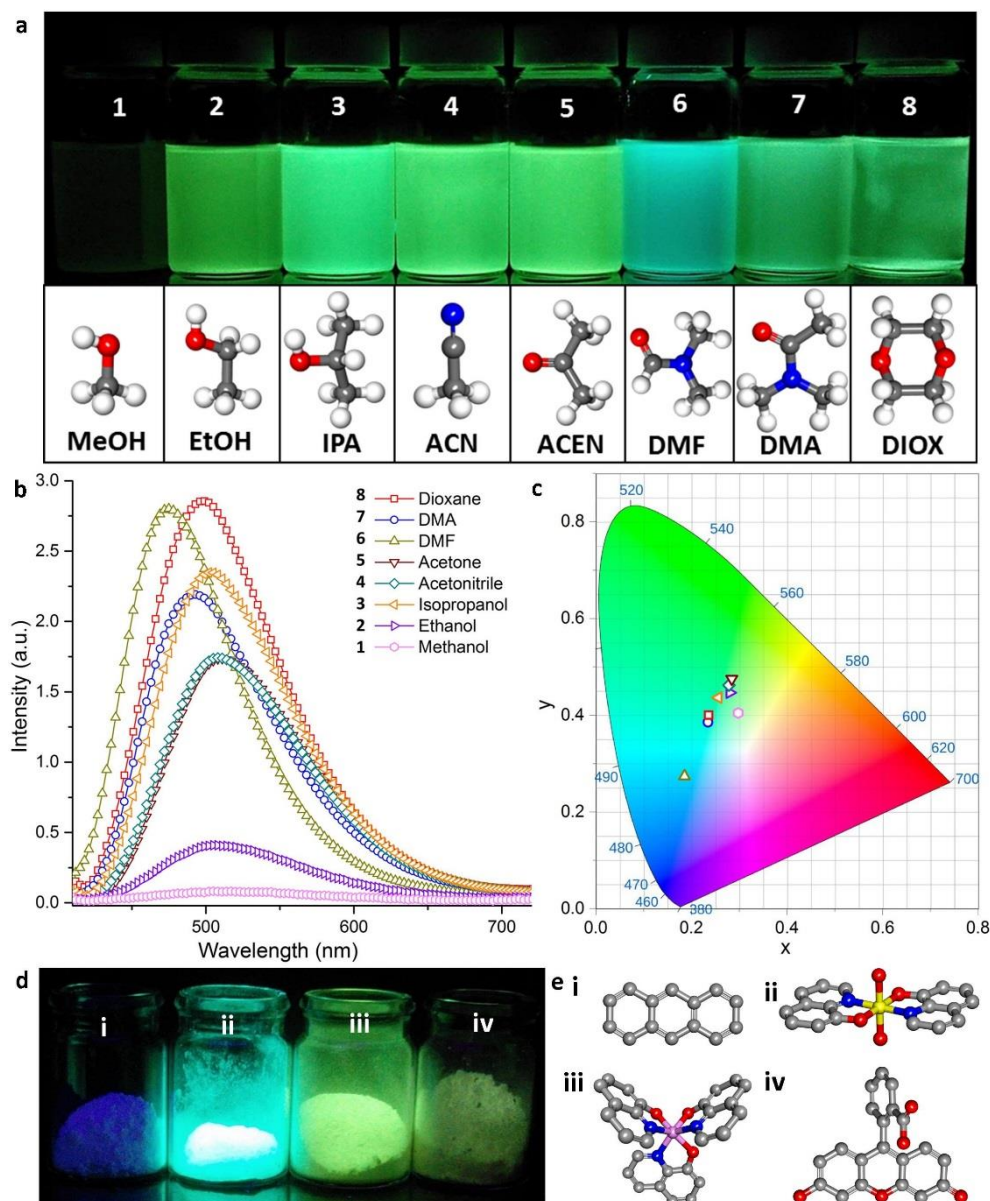 a
1 2 3 4 5 6 7 8
MeOH EtOH IPA ACN ACEN DMF DMA DIOX
b
3.0
2.5
2.0
1.5
1.0
0.5
0.0
Intensity (a.u.)
8 Dioxane
7 DMA
6 DMF
5 Acetone
4 Acetonitrile
3 Isopropanol
2 Ethanol
1 Methanol
500 600 700
Wavelength (nm)
c
0.8
0.6
0.4
0.2
0.0
y
520
540
560
580
600
620
700
490
480
470
460
380
0.0 0.2 0.4 0.6 0.8
x
d
i ii iii iv
e
i ii
iii iv